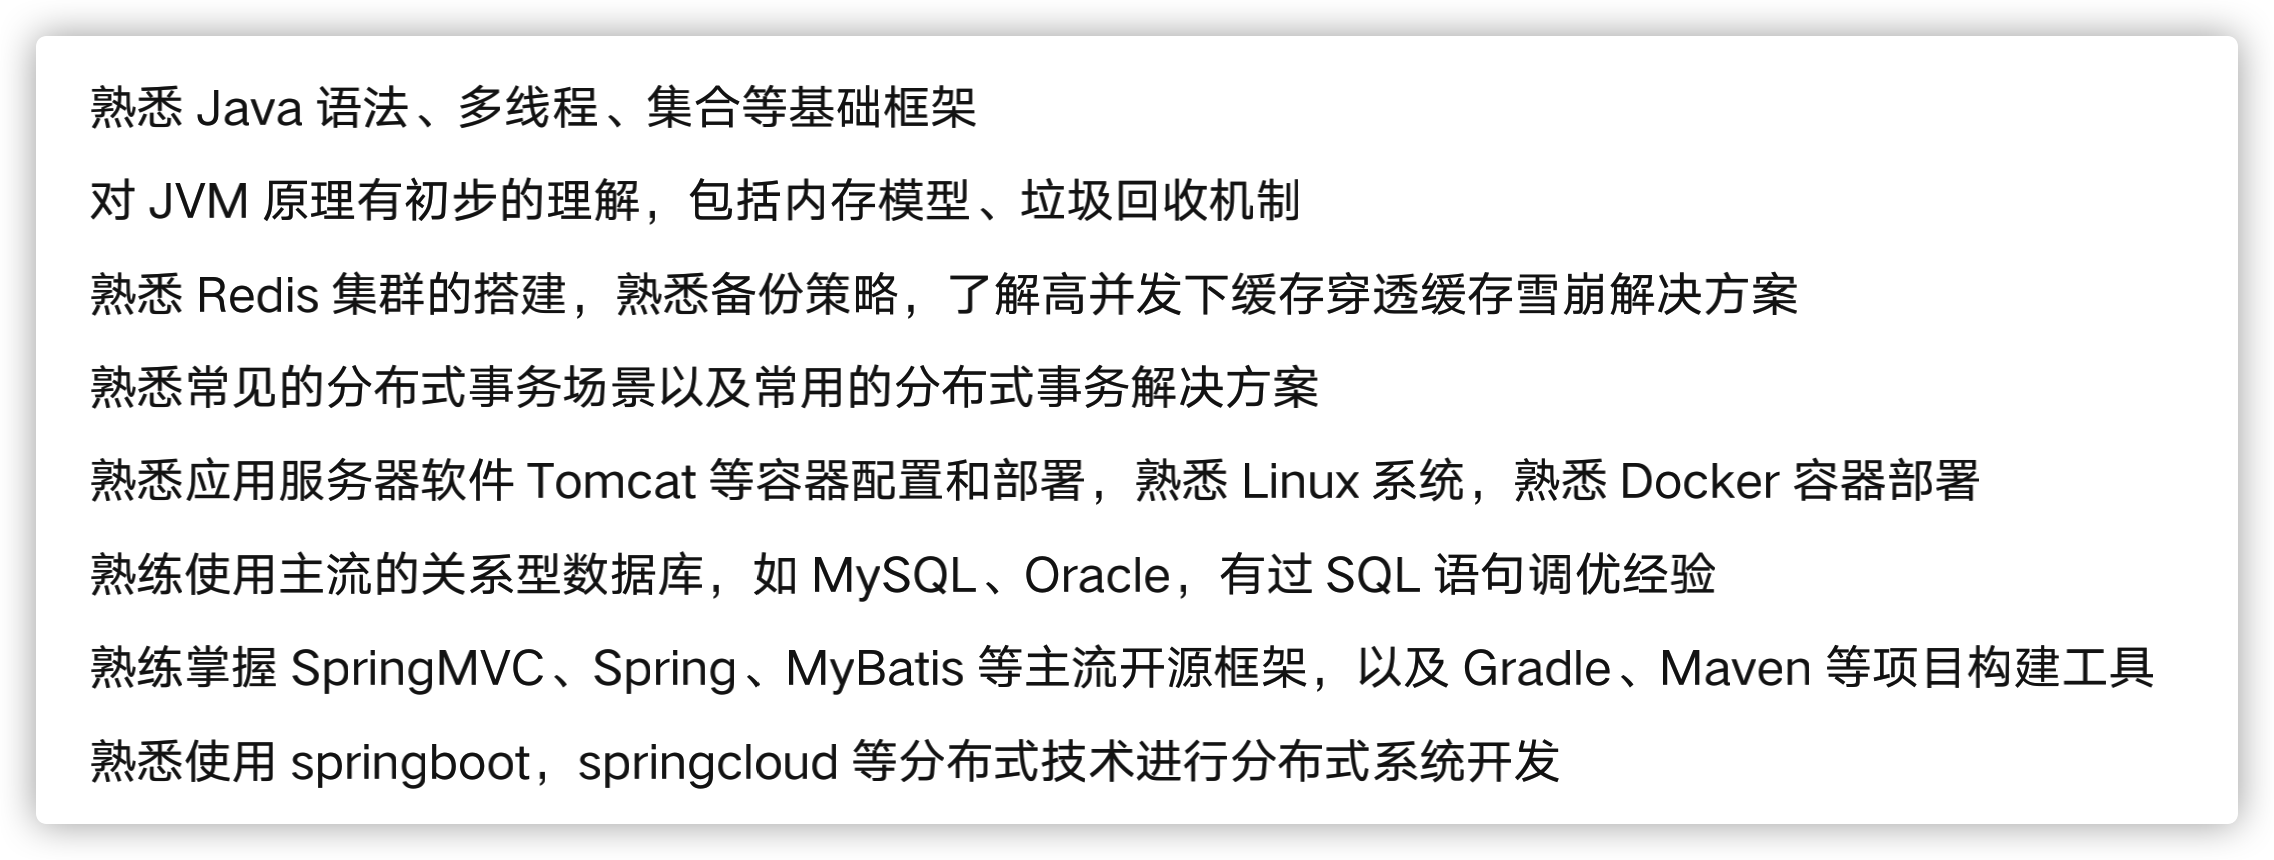 熟悉 Java 语法、多线程、集合等基础框架
对 JVM 原理有初步的理解，包括内存模型、垃圾回收机制
熟悉 Redis 集群的搭建，熟悉备份策略，了解高并发下缓存穿透缓存雪崩解决方案
熟悉常见的分布式事务场景以及常用的分布式事务解决方案
熟悉应用服务器软件 Tomcat 等容器配置和部署，熟悉 Linux 系统，熟悉 Docker 容器部署
熟练使用主流的关系型数据库，如 MySQL、Oracle，有过 SQL 语句调优经验
熟练掌握 SpringMVC、Spring、MyBatis 等主流开源框架，以及 Gradle、Maven 等项目构建工具
熟悉使用 springboot，springcloud 等分布式技术进行分布式系统开发